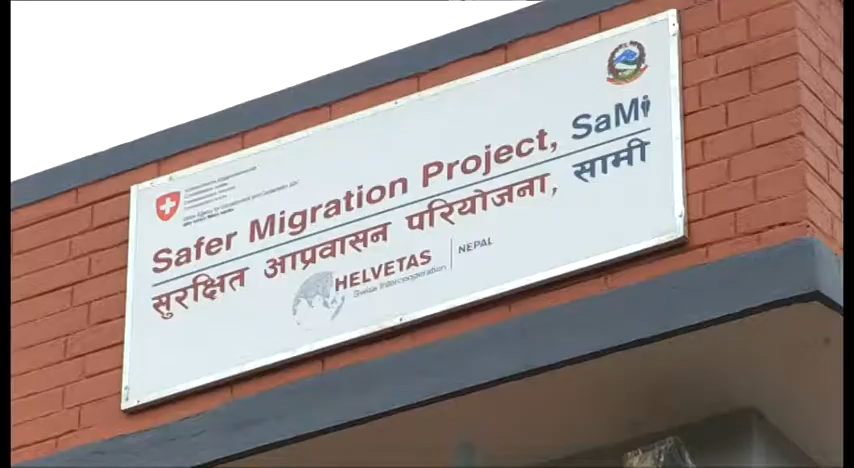 Safer Migration Project, SaMi
सुरक्षित आप्रवासन परियोजना, सामी
HELVETAS NEPAL
Swiss Intercooperation